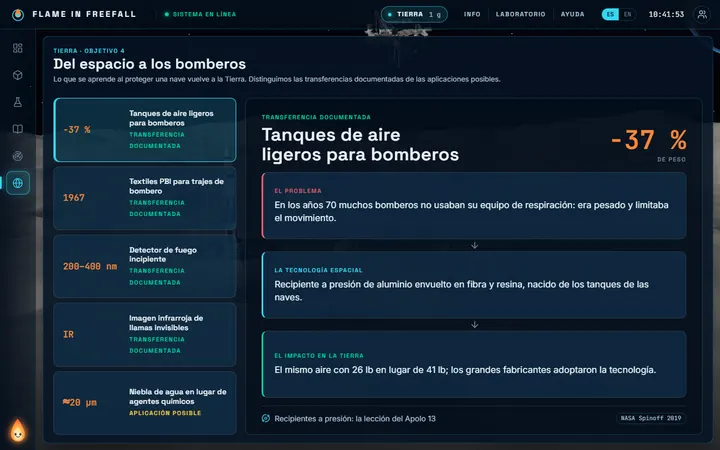 FLAME IN FREEFALL
SISTEMA EN LÍNEA
TIERRA 1 g
INFO
LABORATORIO
AYUDA
ES EN
10:41:53
TIERRA · OBJETIVO 4
Del espacio a los bomberos
Lo que se aprende al proteger una nave vuelve a la Tierra. Distinguimos las transferencias documentadas de las aplicaciones posibles.
-37 %
Tanques de aire ligeros
para bomberos
TRANSFERENCIA
DOCUMENTADA
1967
Textiles PBI para trajes de
bombero
TRANSFERENCIA
DOCUMENTADA
200–400 nm
Detector de fuego
incipiente
TRANSFERENCIA
DOCUMENTADA
IR
Imagen infrarroja de
llamas invisibles
TRANSFERENCIA
DOCUMENTADA
≈20 µm
Niebla de agua en lugar de
agentes químicos
APLICACIÓN POSIBLE
TRANSFERENCIA DOCUMENTADA
Tanques de aire
ligeros para bomberos
-37 %
DE PESO
EL PROBLEMA
En los años 70 muchos bomberos no usaban su equipo de respiración: era pesado y limitaba
el movimiento.
LA TECNOLOGÍA ESPACIAL
Recipiente a presión de aluminio envuelto en fibra y resina, nacido de los tanques de las
naves.
EL IMPACTO EN LA TIERRA
El mismo aire con 26 lb en lugar de 41 lb; los grandes fabricantes adoptaron la tecnología.
Recipientes a presión: la lección del Apolo 13
NASA Spinoff 2019